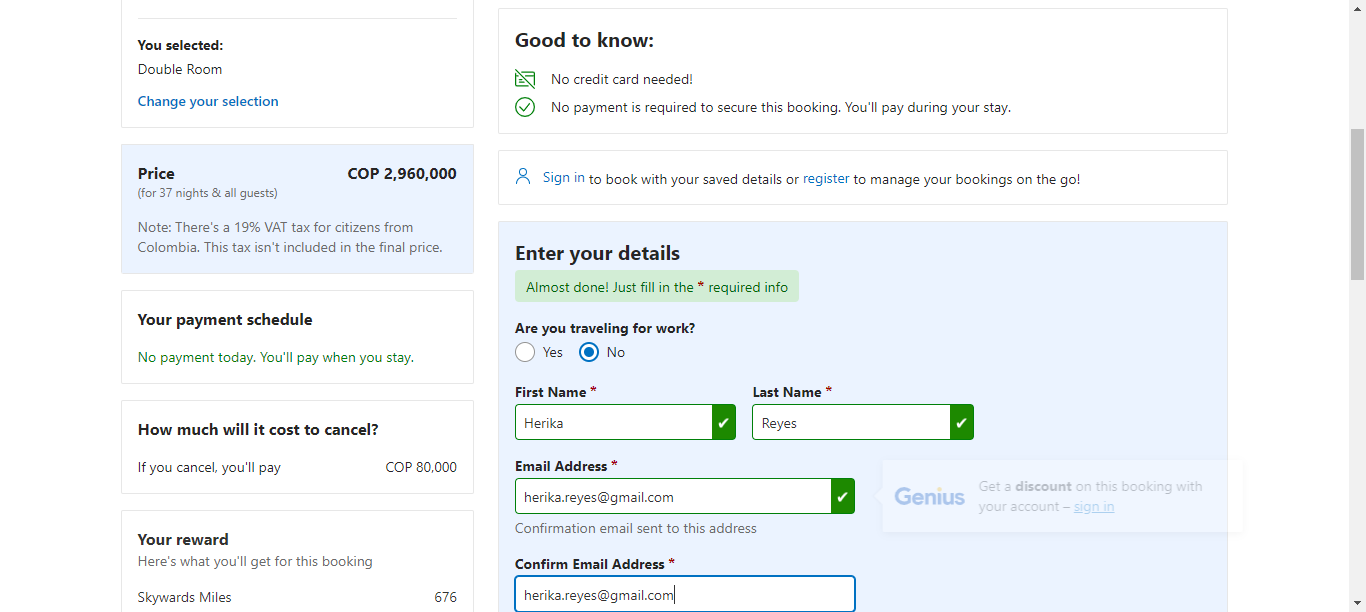 You selected:
Double Room
Change your selection
Price COP 2,960,000
(for 37 nights & all guests)
Note: There's a 19% VAT tax for citizens from
Colombia. This tax isn't included in the final price.
Your payment schedule
No payment today. You'll pay when you stay.
How much will it cost to cancel?
If you cancel, you'll pay COP 80,000
Your reward
Here's what you'll get for this booking
Skywards Miles 676
Good to know:
No credit card needed!
No payment is required to secure this booking. You'll pay during your stay.
Sign in to book with your saved details or register to manage your bookings on the go!
Enter your details
Almost done! Just fill in the * required info
Are you traveling for work?
Yes No
First Name * Last Name *
Herika Reyes
Email Address *
herika.reyes@gmail.com
Confirmation email sent to this address
Genius Get a discount on this booking with
your account – sign in
Confirm Email Address *
herika.reyes@gmail.com